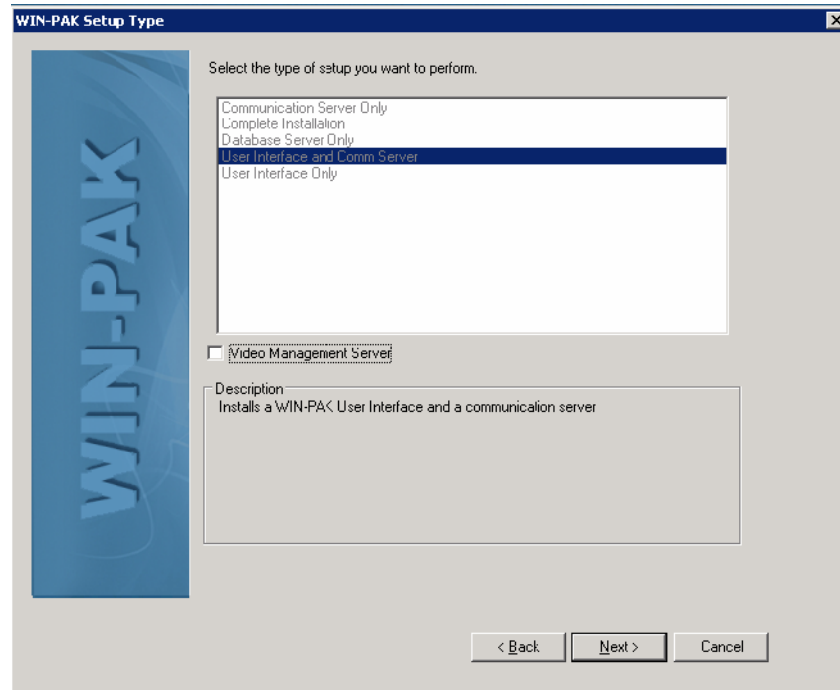 WIN-PAK Setup Type
WIN-PAK
Select the type of setup you want to perform.
Communication Server Only
Complete Installation
Database Server Only
User Interface and Comm Server
User Interface Only
Video Management Server
Description
Installs a WIN-PAK User Interface and a communication server
< Back
Next >
Cancel